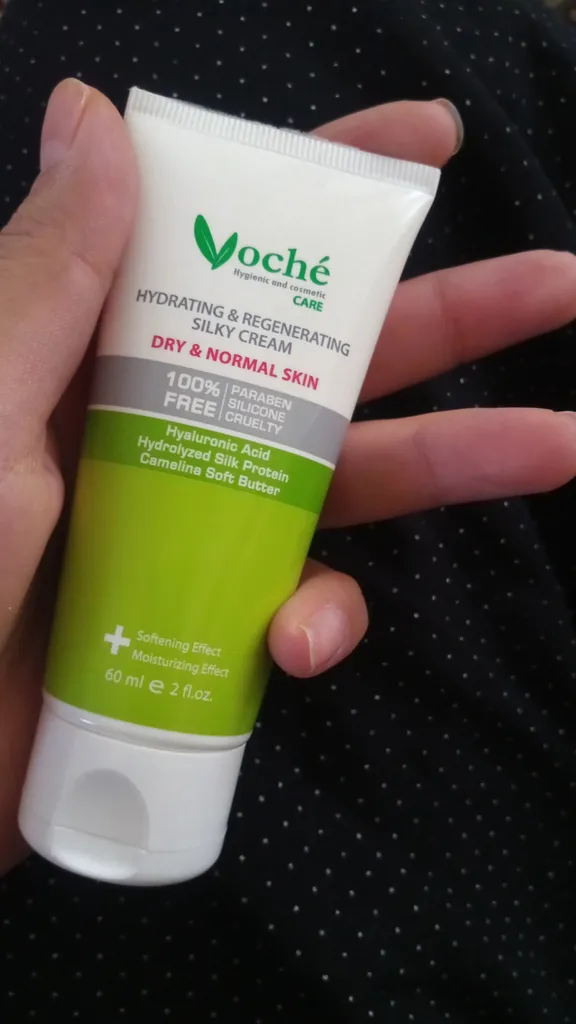 Voché
Hygienic and cosmetic
CARE
HYDRATING & REGENERATING
SILKY CREAM
DRY & NORMAL SKIN
100%
FREE
PARABEN
SILICONE
CRUELTY
Hyaluronic Acid
Hydrolyzed Silk Protein
Camelina Soft Butter
+ Softening Effect
Moisturizing Effect
60 ml e 2 fl.oz.